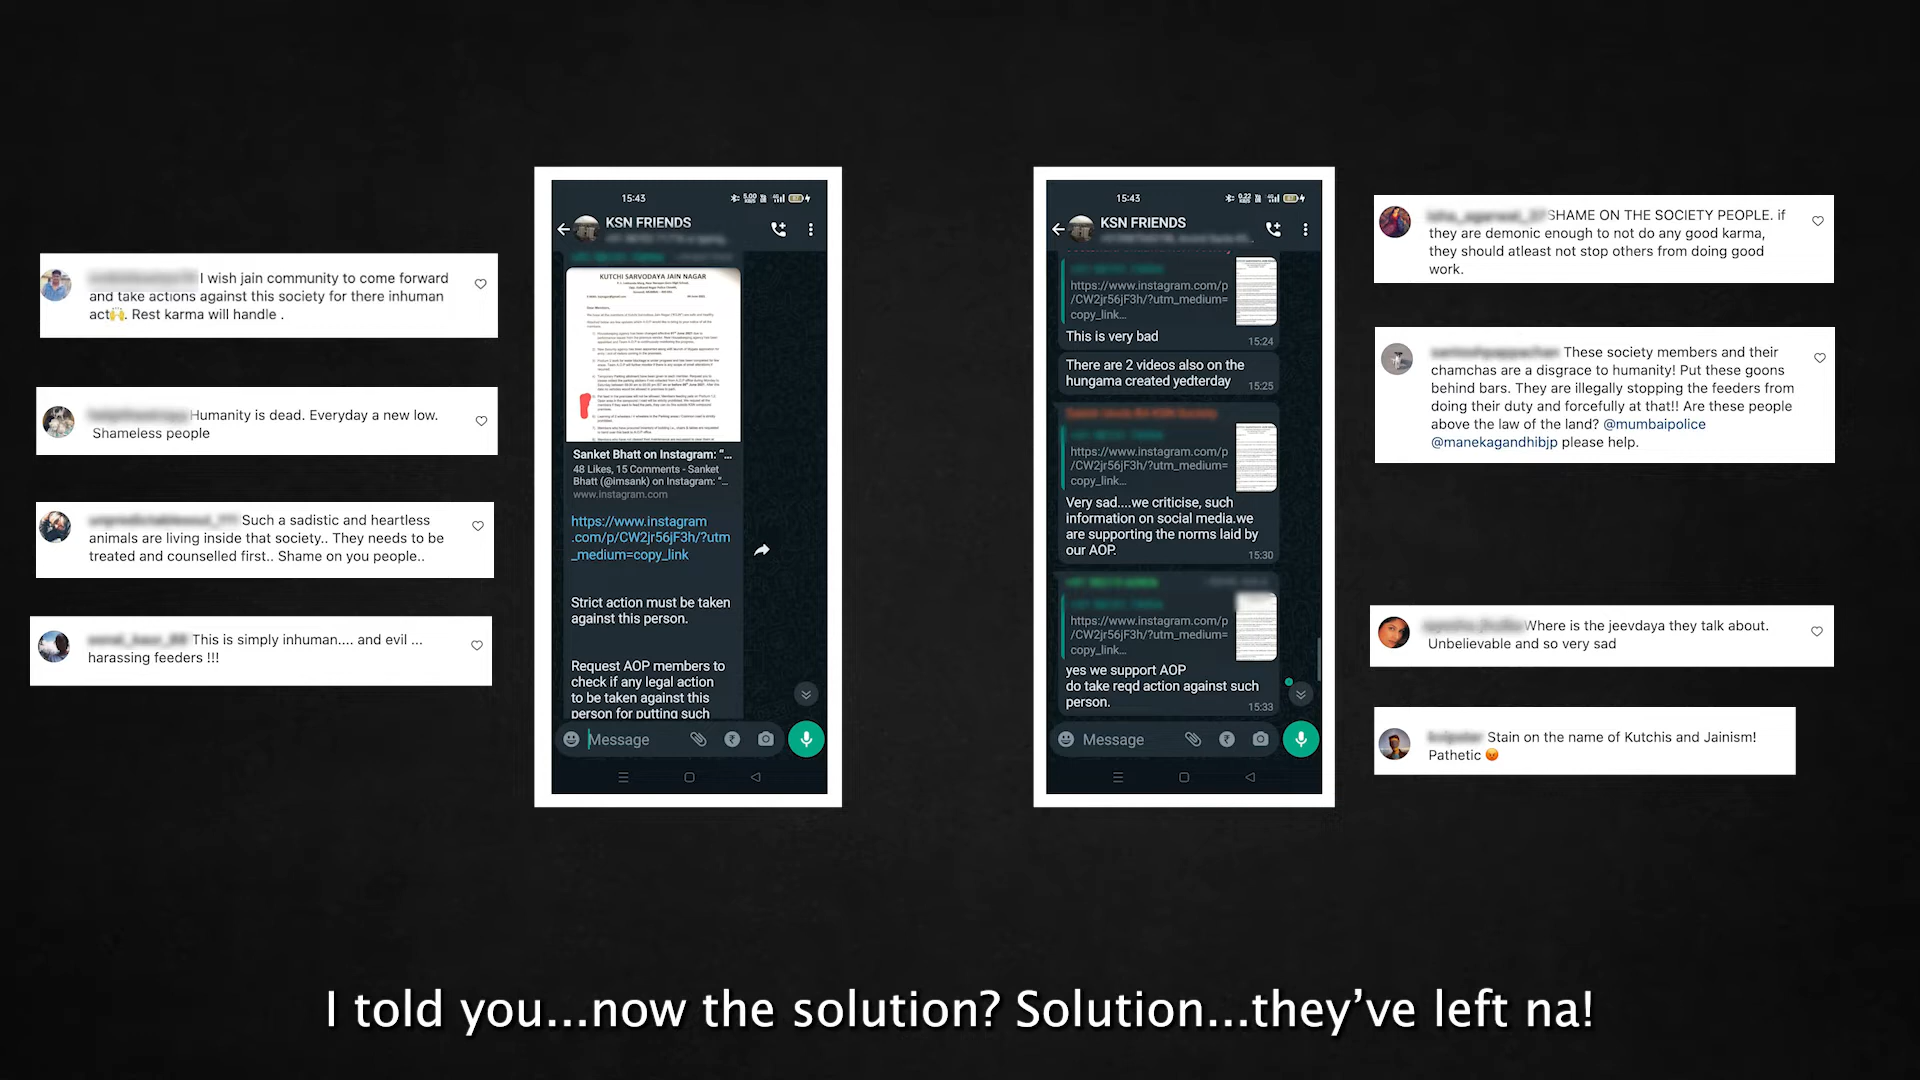 I wish jain community to come forward
and take actions against this society for there inhuman
act🙌. Rest karma will handle .
Humanity is dead. Everyday a new low.
Shameless people
Such a sadistic and heartless
animals are living inside that society.. They needs to be
treated and counselled first.. Shame on you people..
This is simply inhuman.... and evil ...
harassing feeders !!!
15:43
KSN FRIENDS
KUTCHI SARVODAYA JAIN NAGAR
Dear Members,
Sanket Bhatt on Instagram: “...
48 Likes, 15 Comments - Sanket
Bhatt (@imsank) on Instagram: “...
www.instagram.com
https://www.instagram
.com/p/CW2jr56jF3h/?utm
_medium=copy_link
Strict action must be taken
against this person.
Request AOP members to
check if any legal action
to be taken against this
person for putting such
Message
15:43
KSN FRIENDS
https://www.instagram.com/p
/CW2jr56jF3h/?utm_medium=
copy_link...
This is very bad
15:24
There are 2 videos also on the
hungama created yedterday
15:25
https://www.instagram.com/p
/CW2jr56jF3h/?utm_medium=
copy_link...
Very sad....we criticise, such
information on social media.we
are supporting the norms laid by
our AOP.
15:30
https://www.instagram.com/p
/CW2jr56jF3h/?utm_medium=
copy_link...
yes we support AOP
do take reqd action against such
person.
15:33
Message
SHAME ON THE SOCIETY PEOPLE. if
they are demonic enough to not do any good karma,
they should atleast not stop others from doing good
work.
These society members and their
chamchas are a disgrace to humanity! Put these goons
behind bars. They are illegally stopping the feeders from
doing their duty and forcefully at that!! Are these people
above the law of the land? @mumbaipolice
@manekagandhibjp please help.
Where is the jeevdaya they talk about.
Unbelievable and so very sad
Stain on the name of Kutchis and Jainism!
Pathetic 😡
I told you...now the solution? Solution...they’ve left na!